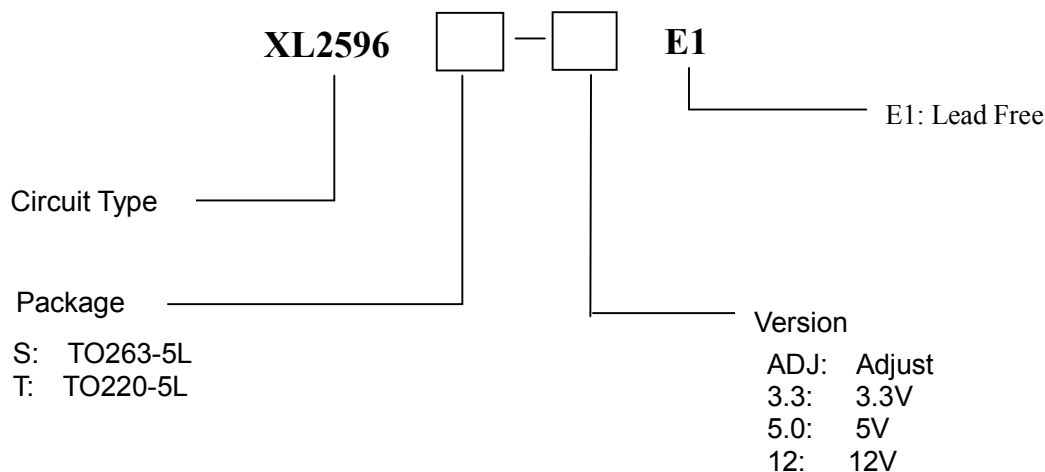 XL2596 – E1
E1: Lead Free
Circuit Type
Package
S: TO263-5L
T: TO220-5L
Version
ADJ: Adjust
3.3: 3.3V
5.0: 5V
12: 12V